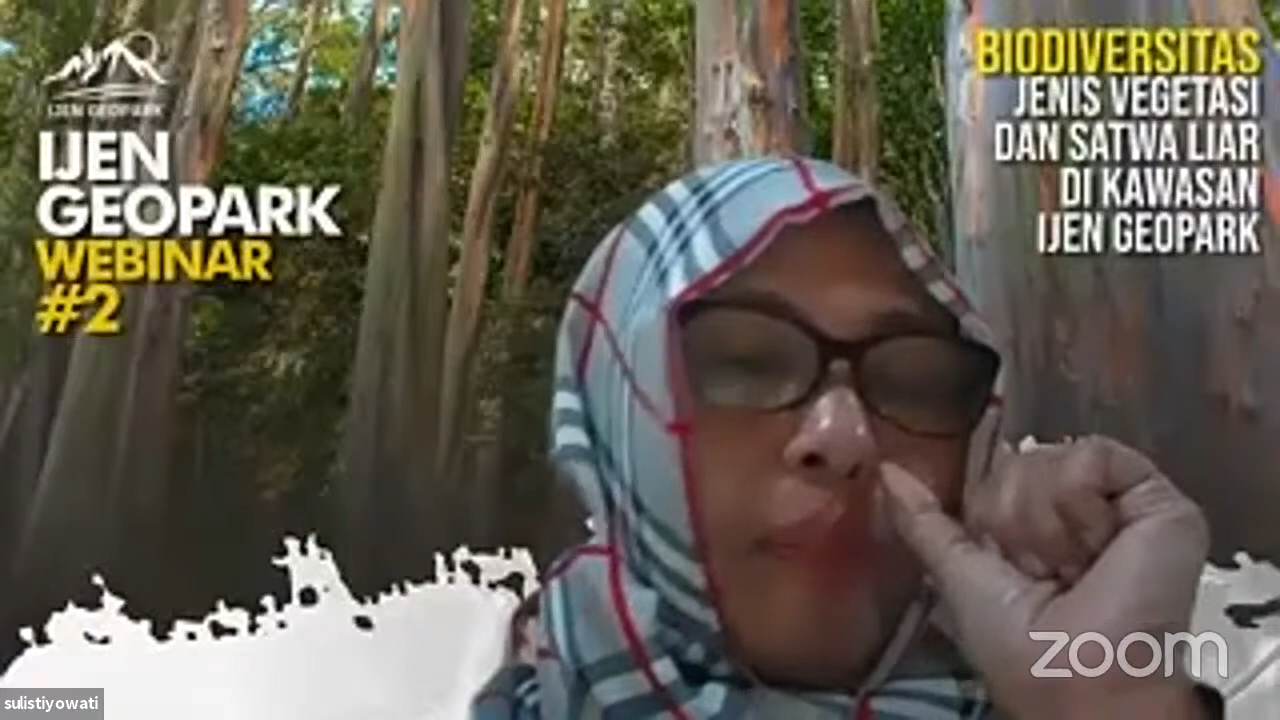 IJEN GEOPARK
IJEN
GEOPARK
WEBINAR
#2
BIODIVERSITAS
JENIS VEGETASI
DAN SATWA LIAR
DI KAWASAN
IJEN GEOPARK
zoom
sulistiyowati